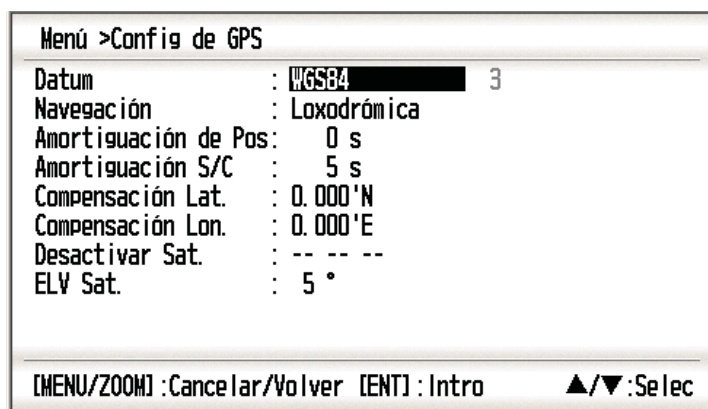 Menú >Config de GPS
Datum : WGS84 3
Navegación : Loxodrómica
Amortiguación de Pos: 0 s
Amortiguación S/C : 5 s
Compensación Lat. : 0.000'N
Compensación Lon. : 0.000'E
Desactivar Sat. : -- -- --
ELV Sat. : 5 °
[MENU/ZOOM] :Cancelar/Volver [ENT] : Intro ▲/▼:Selec